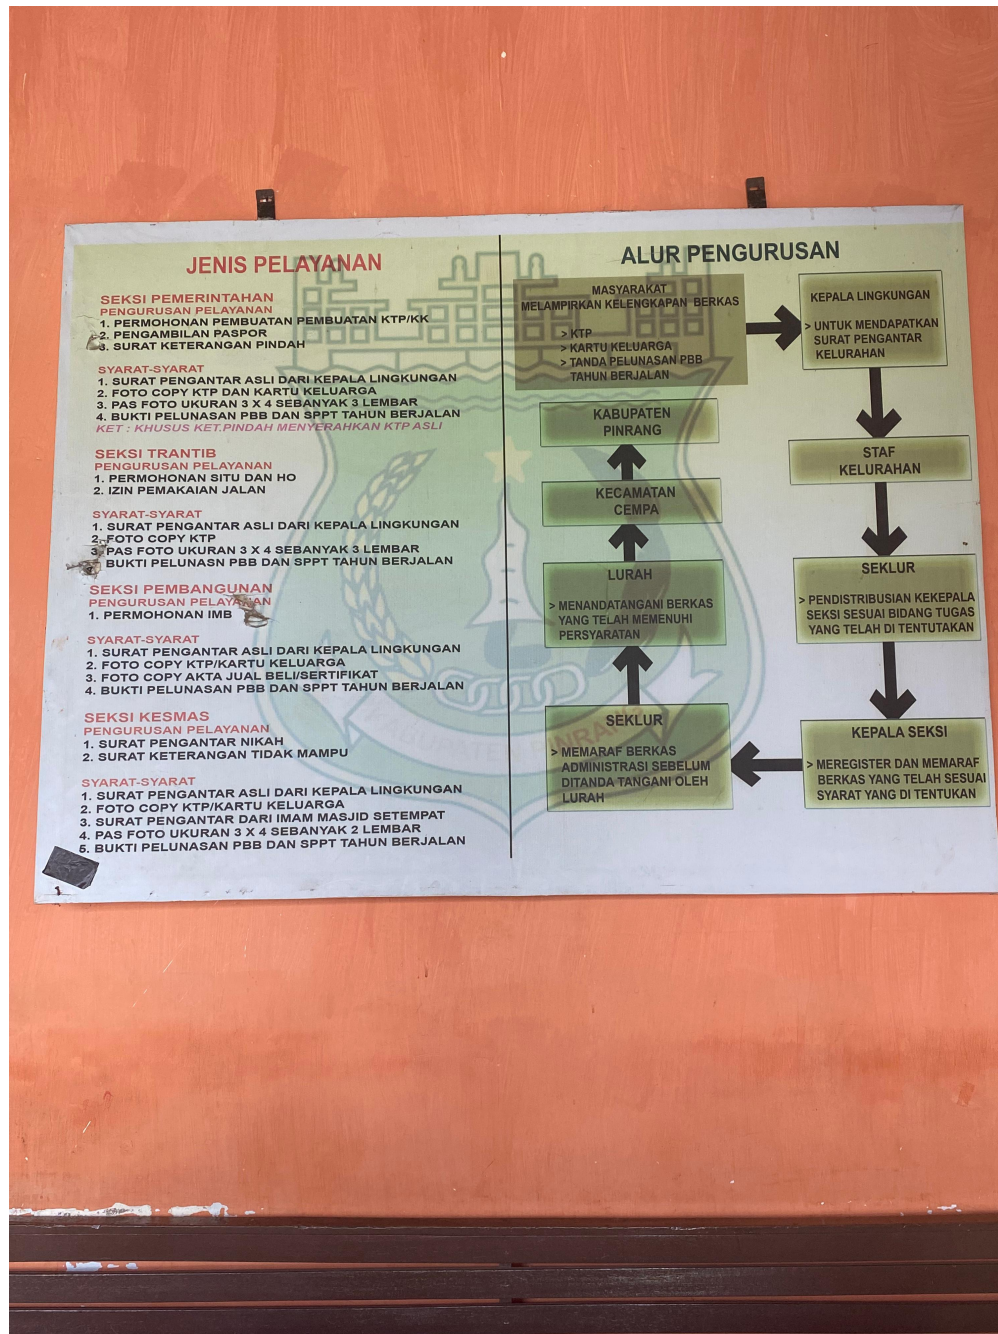 JENIS PELAYANAN
SEKSI PEMERINTAHAN
PENGURUSAN PELAYANAN
1. PERMOHONAN PEMBUATAN PEMBUATAN KTP/KK
2. PENGAMBILAN PASPOR
3. SURAT KETERANGAN PINDAH
SYARAT-SYARAT
1. SURAT PENGANTAR ASLI DARI KEPALA LINGKUNGAN
2. FOTO COPY KTP DAN KARTU KELUARGA
3. PAS FOTO UKURAN 3 X 4 SEBANYAK 3 LEMBAR
4. BUKTI PELUNASAN PBB DAN SPPT TAHUN BERJALAN
KET : KHUSUS KET.PINDAH MENYERAHKAN KTP ASLI
SEKSI TRANTIB
PENGURUSAN PELAYANAN
1. PERMOHONAN SITU DAN HO
2. IZIN PEMAKAIAN JALAN
SYARAT-SYARAT
1. SURAT PENGANTAR ASLI DARI KEPALA LINGKUNGAN
2. FOTO COPY KTP
3. PAS FOTO UKURAN 3 X 4 SEBANYAK 3 LEMBAR
BUKTI PELUNASN PBB DAN SPPT TAHUN BERJALAN
SEKSI PEMBANGUNAN
PENGURUSAN PELAYANAN
1. PERMOHONAN IMB
SYARAT-SYARAT
1. SURAT PENGANTAR ASLI DARI KEPALA LINGKUNGAN
2. FOTO COPY KTP/KARTU KELUARGA
3. FOTO COPY AKTA JUAL BELI/SERTIFIKAT
4. BUKTI PELUNASAN PBB DAN SPPT TAHUN BERJALAN
SEKSI KESMAS
PENGURUSAN PELAYANAN
1. SURAT PENGANTAR NIKAH
2. SURAT KETERANGAN TIDAK MAMPU
SYARAT-SYARAT
1. SURAT PENGANTAR ASLI DARI KEPALA LINGKUNGAN
2. FOTO COPY KTP/KARTU KELUARGA
3. SURAT PENGANTAR DARI IMAM MASJID SETEMPAT
4. PAS FOTO UKURAN 3 X 4 SEBANYAK 2 LEMBAR
5. BUKTI PELUNASAN PBB DAN SPPT TAHUN BERJALAN
ALUR PENGURUSAN
MASYARAKAT
MELAMPIRKAN KELENGKAPAN BERKAS
> KTP
> KARTU KELUARGA
> TANDA PELUNASAN PBB
TAHUN BERJALAN
KEPALA LINGKUNGAN
> UNTUK MENDAPATKAN
SURAT PENGANTAR
KELURAHAN
STAF
KELURAHAN
SEKLUR
> PENDISTRIBUSIAN KEKEPALA
SEKSI SESUAI BIDANG TUGAS
YANG TELAH DI TENTUTAKAN
KEPALA SEKSI
> MEREGISTER DAN MEMARAF
BERKAS YANG TELAH SESUAI
SYARAT YANG DI TENTUKAN
SEKLUR
> MEMARAF BERKAS
ADMINISTRASI SEBELUM
DITANDA TANGANI OLEH
LURAH
LURAH
> MENANDATANGANI BERKAS
YANG TELAH MEMENUHI
PERSYARATAN
KECAMATAN
CEMPA
KABUPATEN
PINRANG
KABUPATEN PINRANG